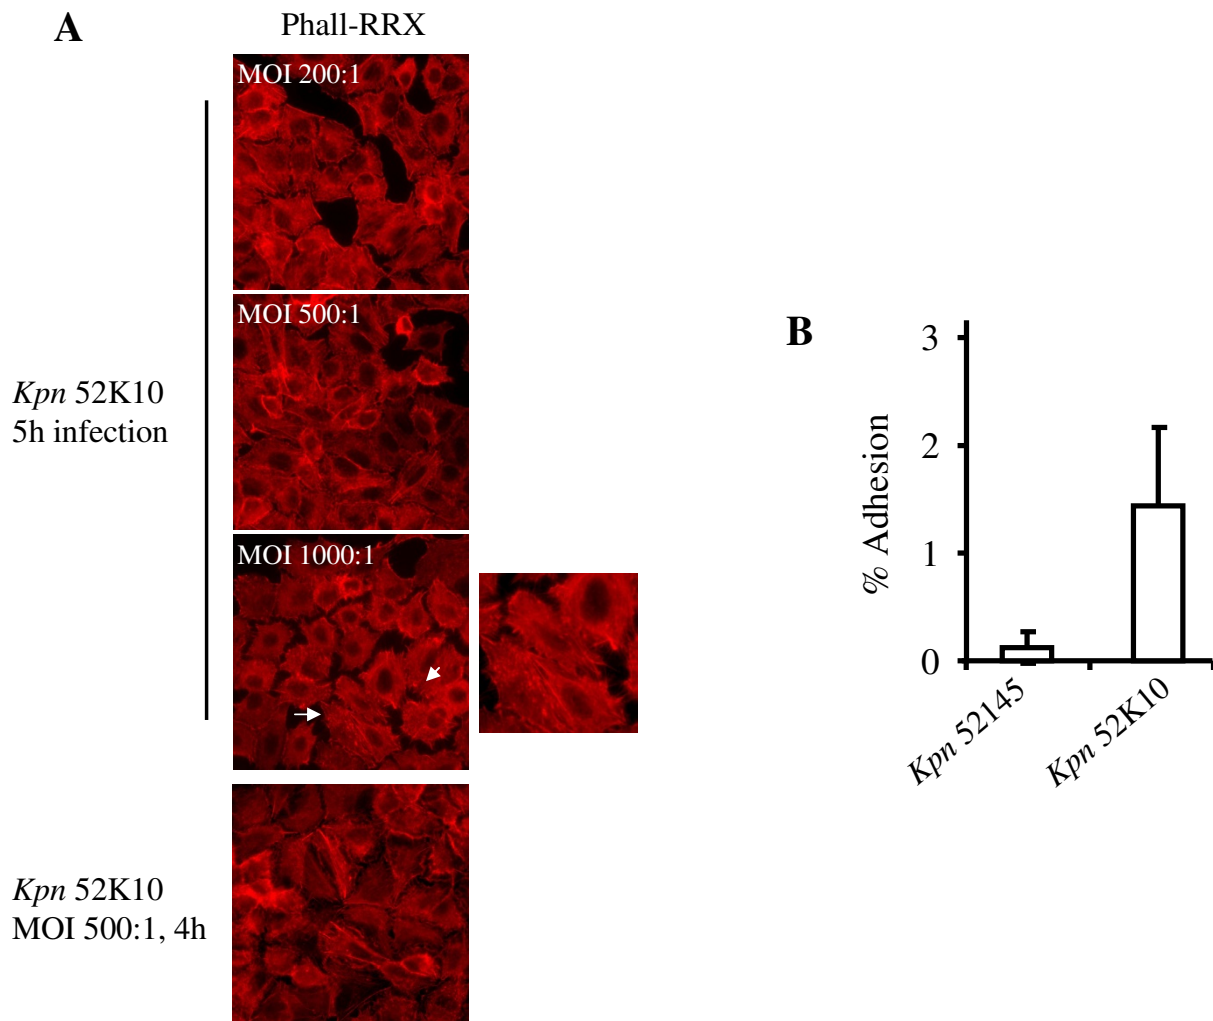 A
Phall-RRX
MOI 200:1
MOI 500:1
Kpn 52K10
5h infection
MOI 1000:1
Kpn 52K10
MOI 500:1, 4h
B
% Adhesion
3
2
1
0
Kpn 52145
Kpn 52K10